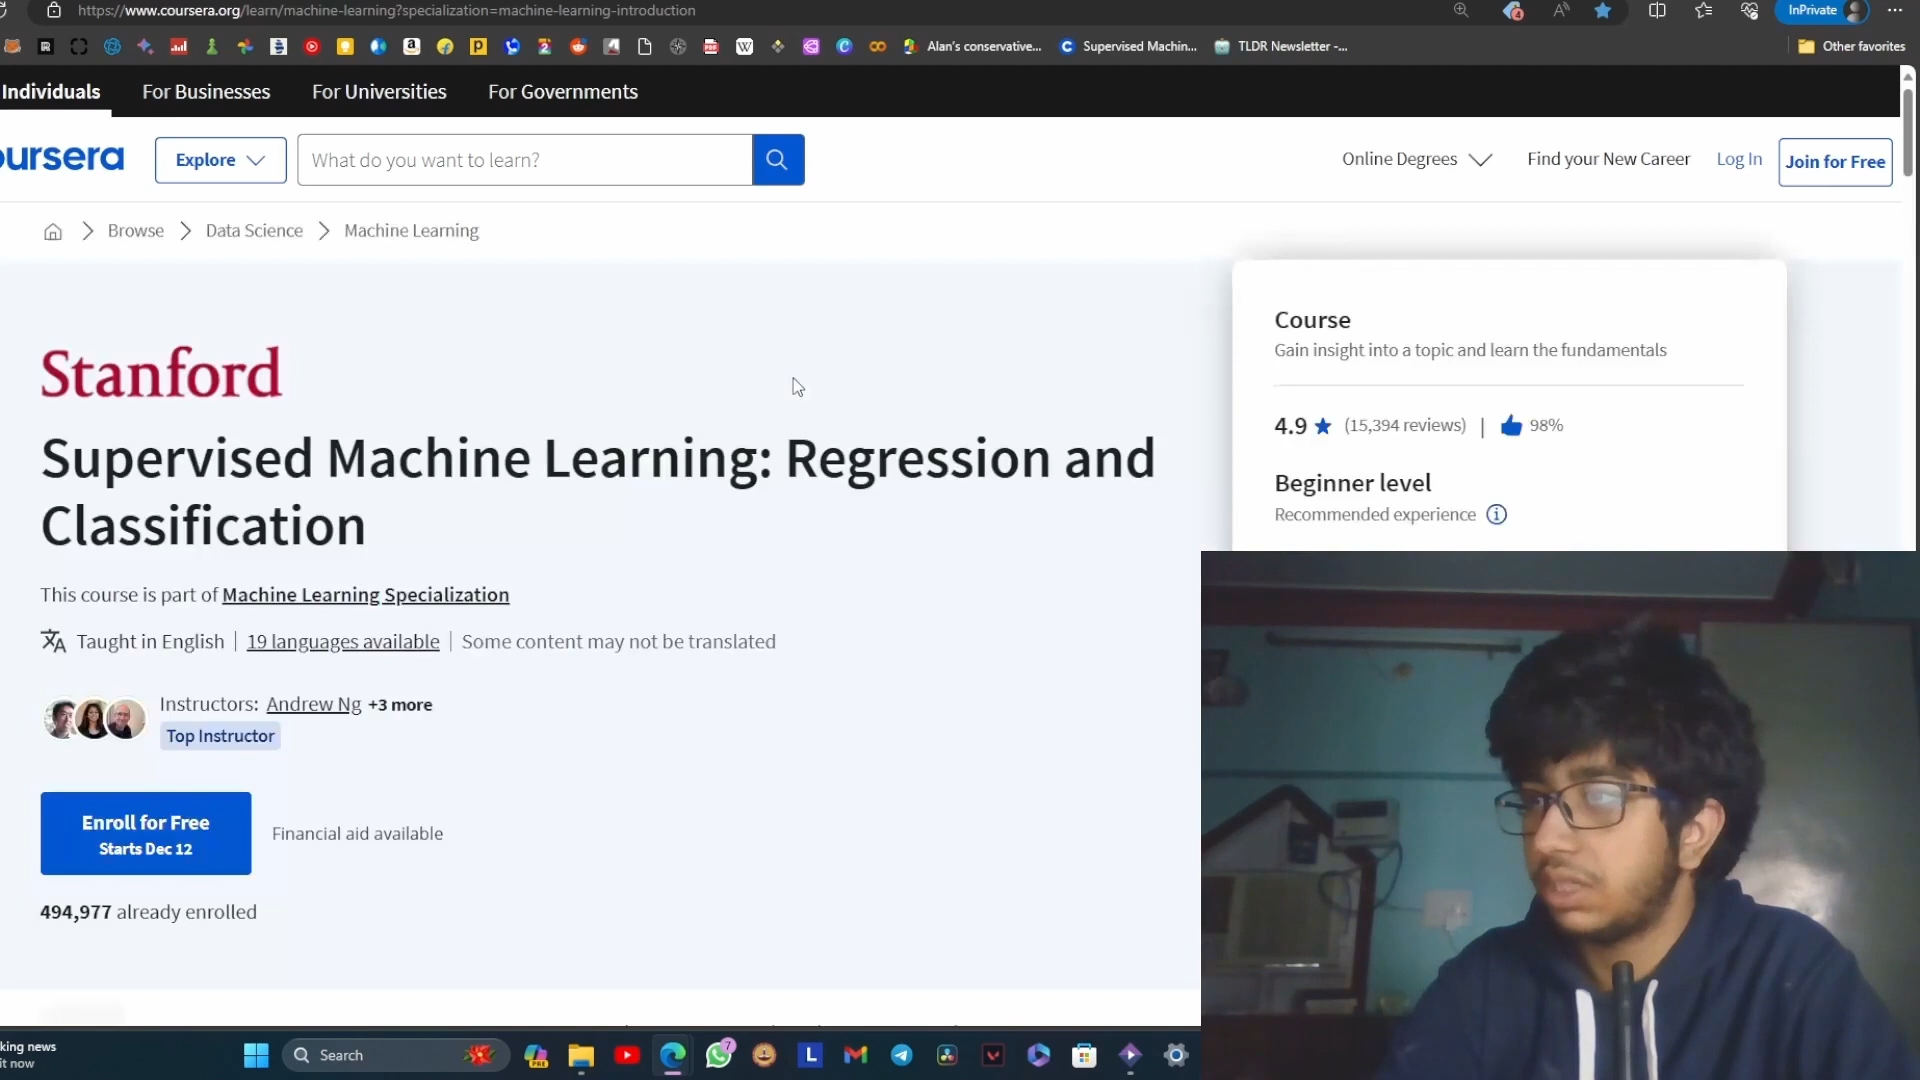 https://www.coursera.org/learn/machine-learning?specialization=machine-learning-introduction
InPrivate
Alan's conservative...
Supervised Machin...
TLDR Newsletter -...
Other favorites
Individuals
For Businesses
For Universities
For Governments
oursera
Explore
What do you want to learn?
Online Degrees
Find your New Career
Log In
Join for Free
Browse
Data Science
Machine Learning
Stanford
Supervised Machine Learning: Regression and
Classification
This course is part of Machine Learning Specialization
Taught in English | 19 languages available | Some content may not be translated
Instructors: Andrew Ng +3 more
Top Instructor
Enroll for Free
Starts Dec 12
Financial aid available
494,977 already enrolled
Course
Gain insight into a topic and learn the fundamentals
4.9 (15,394 reviews) | 98%
Beginner level
Recommended experience
king news
it now
Search